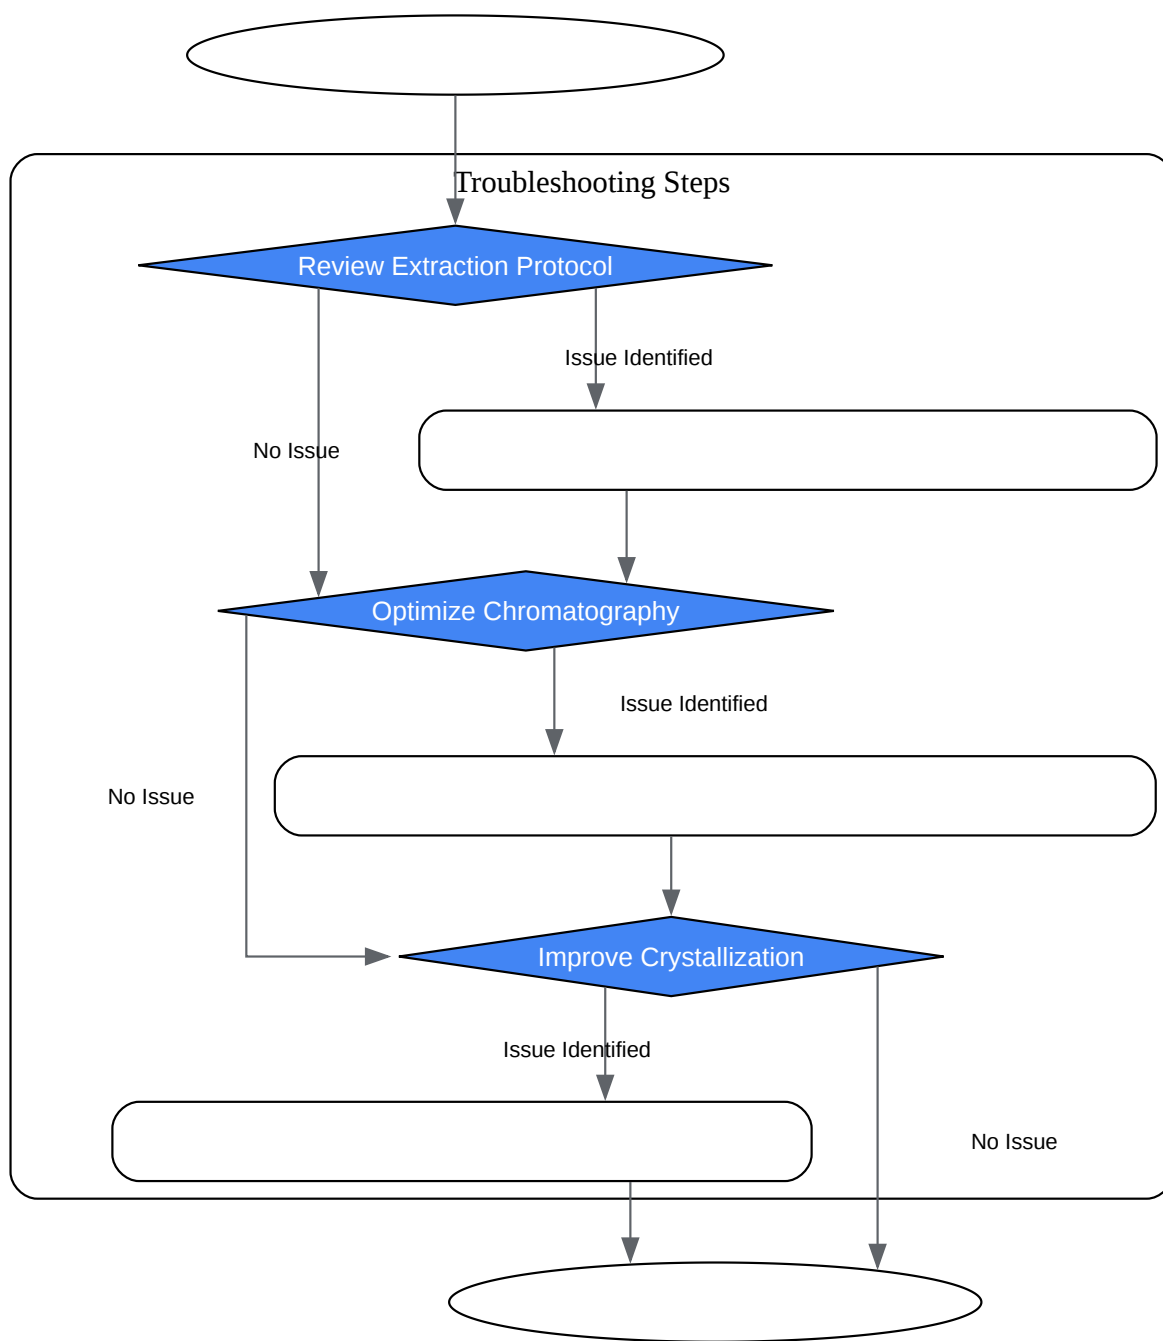 Troubleshooting Steps
Review Extraction Protocol
Issue Identified
No Issue
Optimize Chromatography
Issue Identified
No Issue
Improve Crystallization
Issue Identified
No Issue